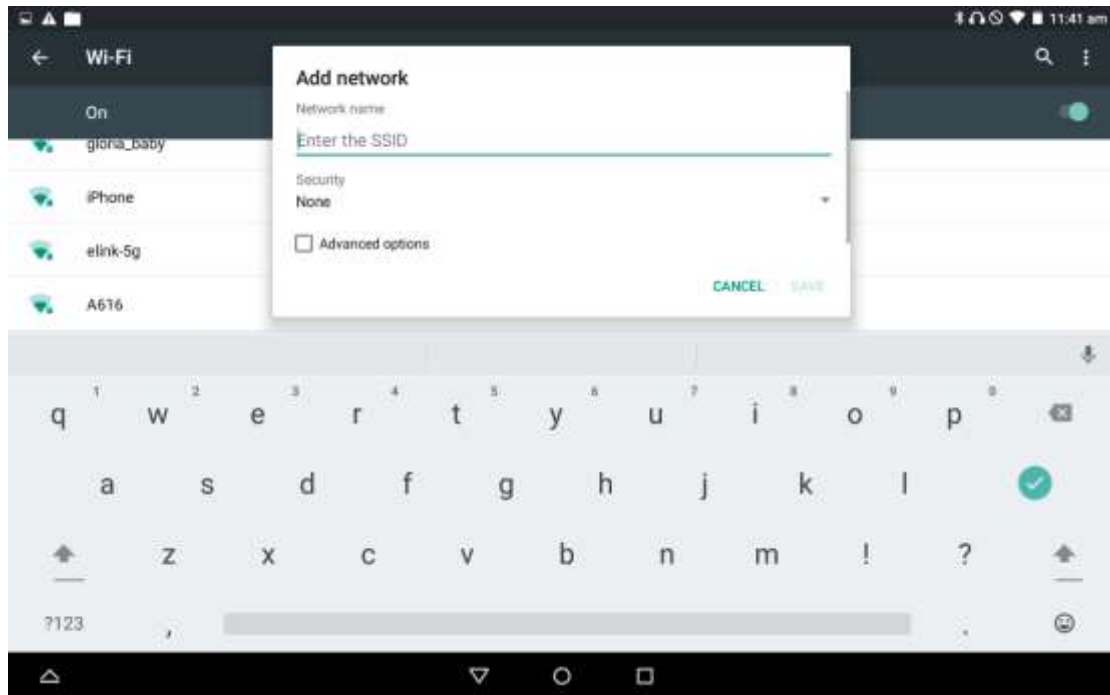 11:41 am
Wi-Fi
On
gloria_baby
iPhone
elink-5g
A616
Add network
Network name
Enter the SSID
Security
None
Advanced options
CANCEL SAVE
1 2 3 4 5 6 7 8 9 0
q w e r t y u i o p
a s d f g h j k l
z x c v b n m ! ?
?123 , .